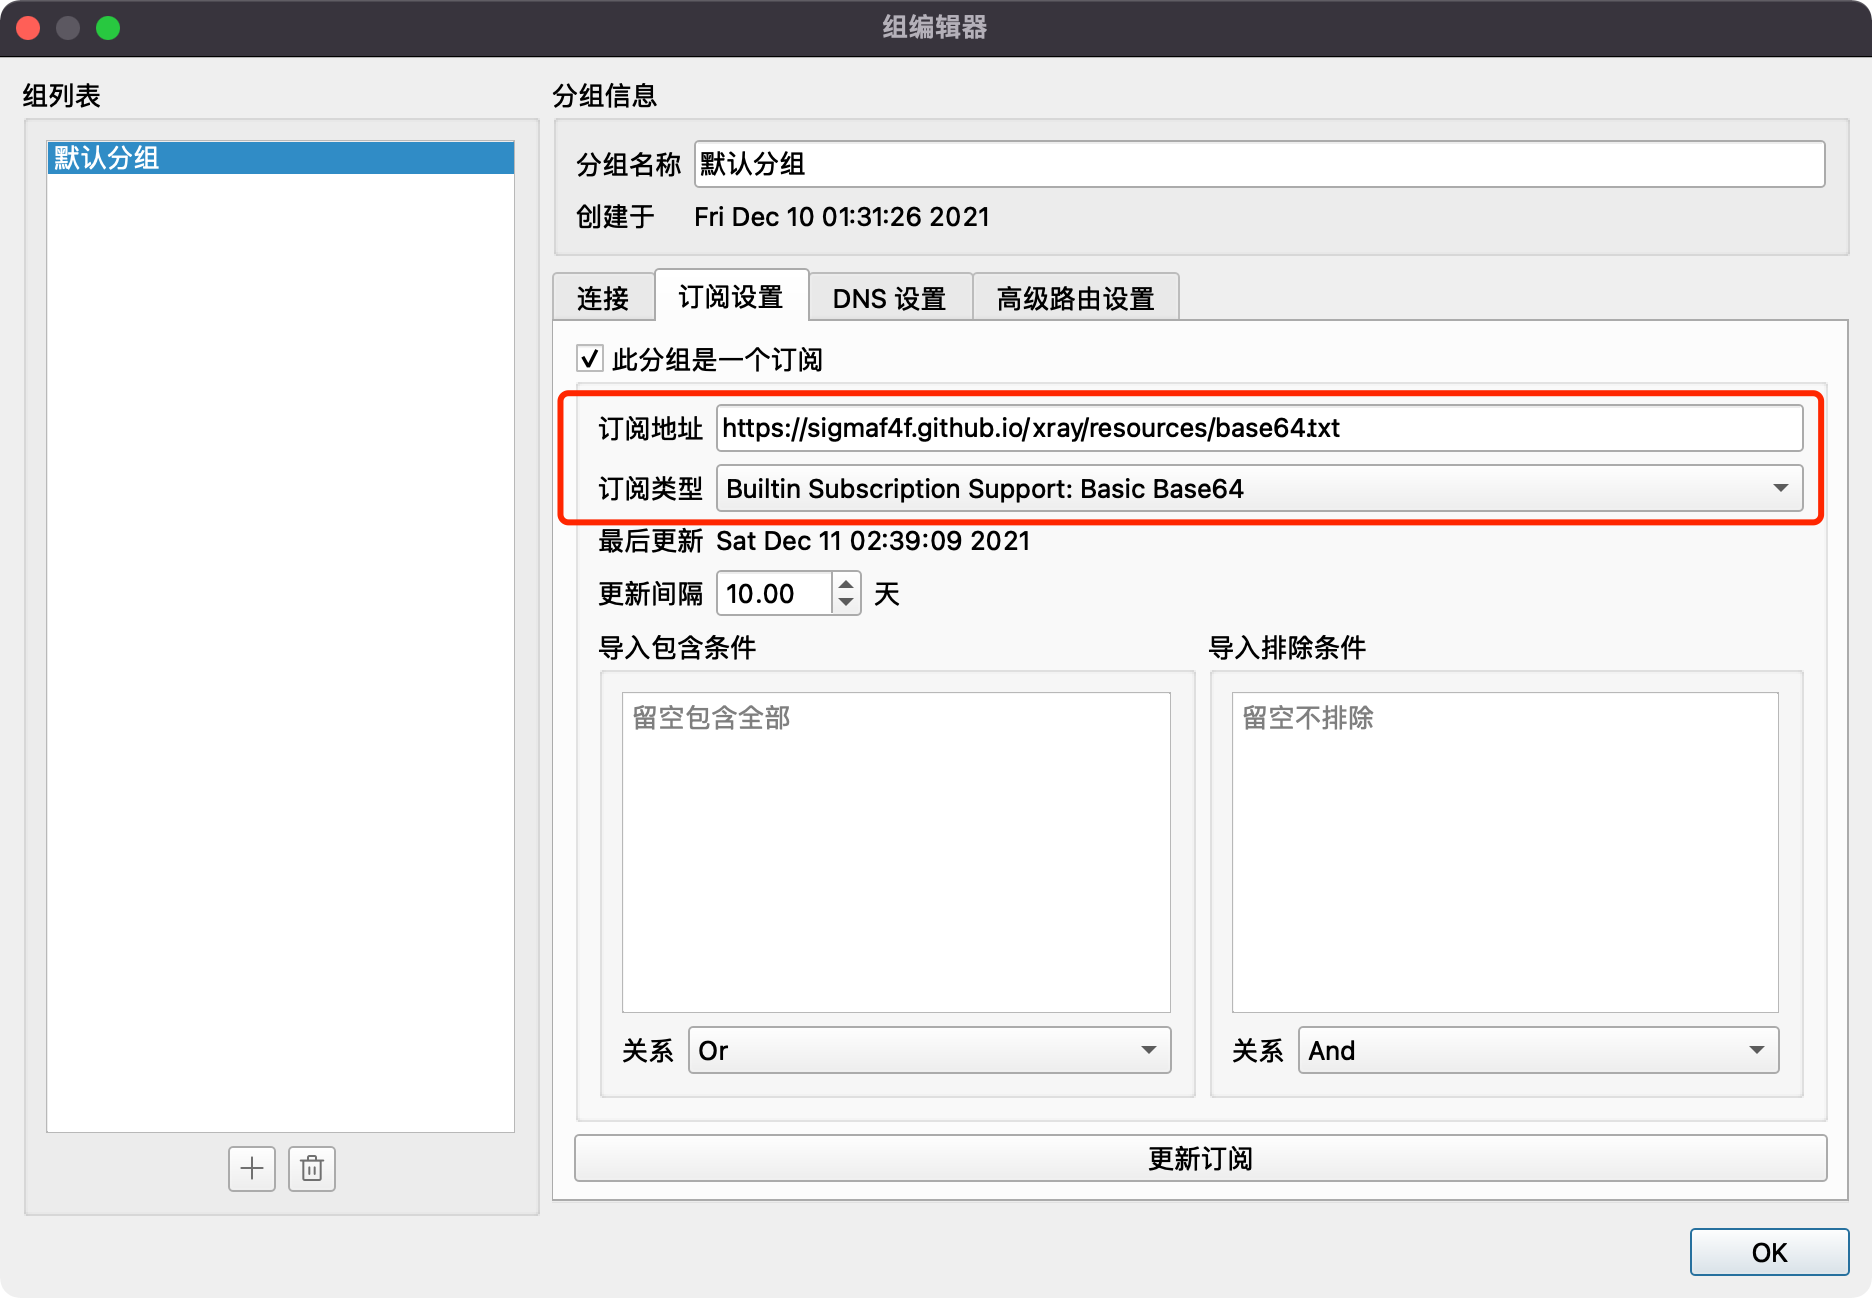 组编辑器
组列表
默认分组
分组信息
分组名称 默认分组
创建于 Fri Dec 10 01:31:26 2021
连接 订阅设置 DNS 设置 高级路由设置
此分组是一个订阅
订阅地址 https://sigmaf4f.github.io/xray/resources/base64.txt
订阅类型 Builtin Subscription Support: Basic Base64
最后更新 Sat Dec 11 02:39:09 2021
更新间隔 10.00 天
导入包含条件 导入排除条件
留空包含全部 留空不排除
关系 Or 关系 And
更新订阅
OK